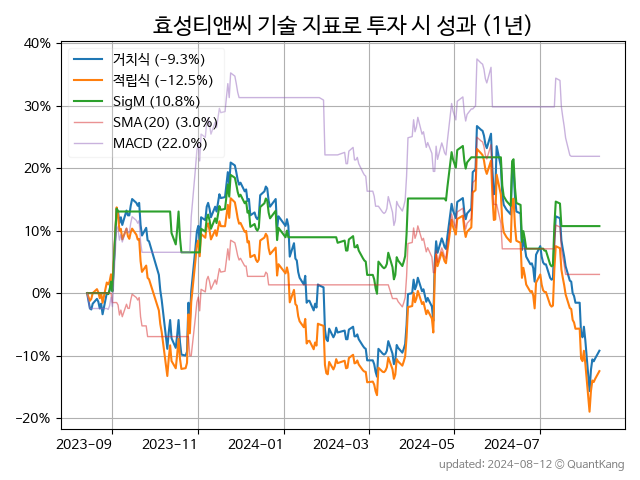 효성티앤씨 기술 지표로 투자 시 성과 (1년)
40%
30%
20%
10%
0%
−10%
−20%
거치식 (−9.3%)
적립식 (−12.5%)
SigM (10.8%)
SMA(20) (3.0%)
MACD (22.0%)
2023−09 2023−11 2024−01 2024−03 2024−05 2024−07
updated: 2024−08−12 © QuantKang